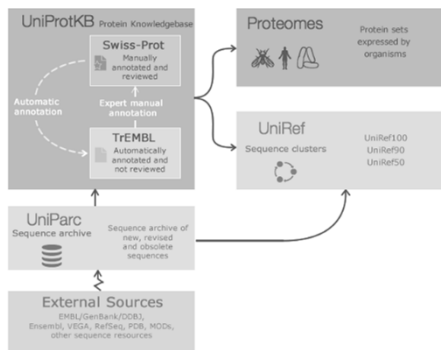 UniProtKB Protein Knowledgebase
Swiss-Prot
Manually
annotated and
reviewed
Automatic
annotation
Expert manual
annotation
TrEMBL
Automatically
annotated and
not reviewed
Proteomes
Protein sets
expressed by
organisms
UniRef
Sequence clusters
UniRef100
UniRef90
UniRef50
UniParc
Sequence archive
Sequence archive of
new, revised
and obsolete
sequences
External Sources
EMBL/GenBank/DDBJ,
Ensembl, VEGA, RefSeq, PDB, MODs,
other sequence resources